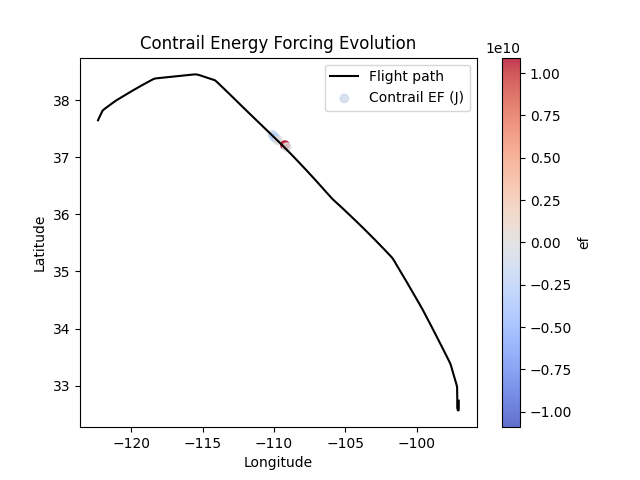 Contrail Energy Forcing Evolution
1e10
Flight path
Contrail EF (J)
38
37
36
35
34
33
Latitude
−120
−115
−110
−105
−100
Longitude
1.00
0.75
0.50
0.25
0.00
−0.25
−0.50
−0.75
−1.00
ef